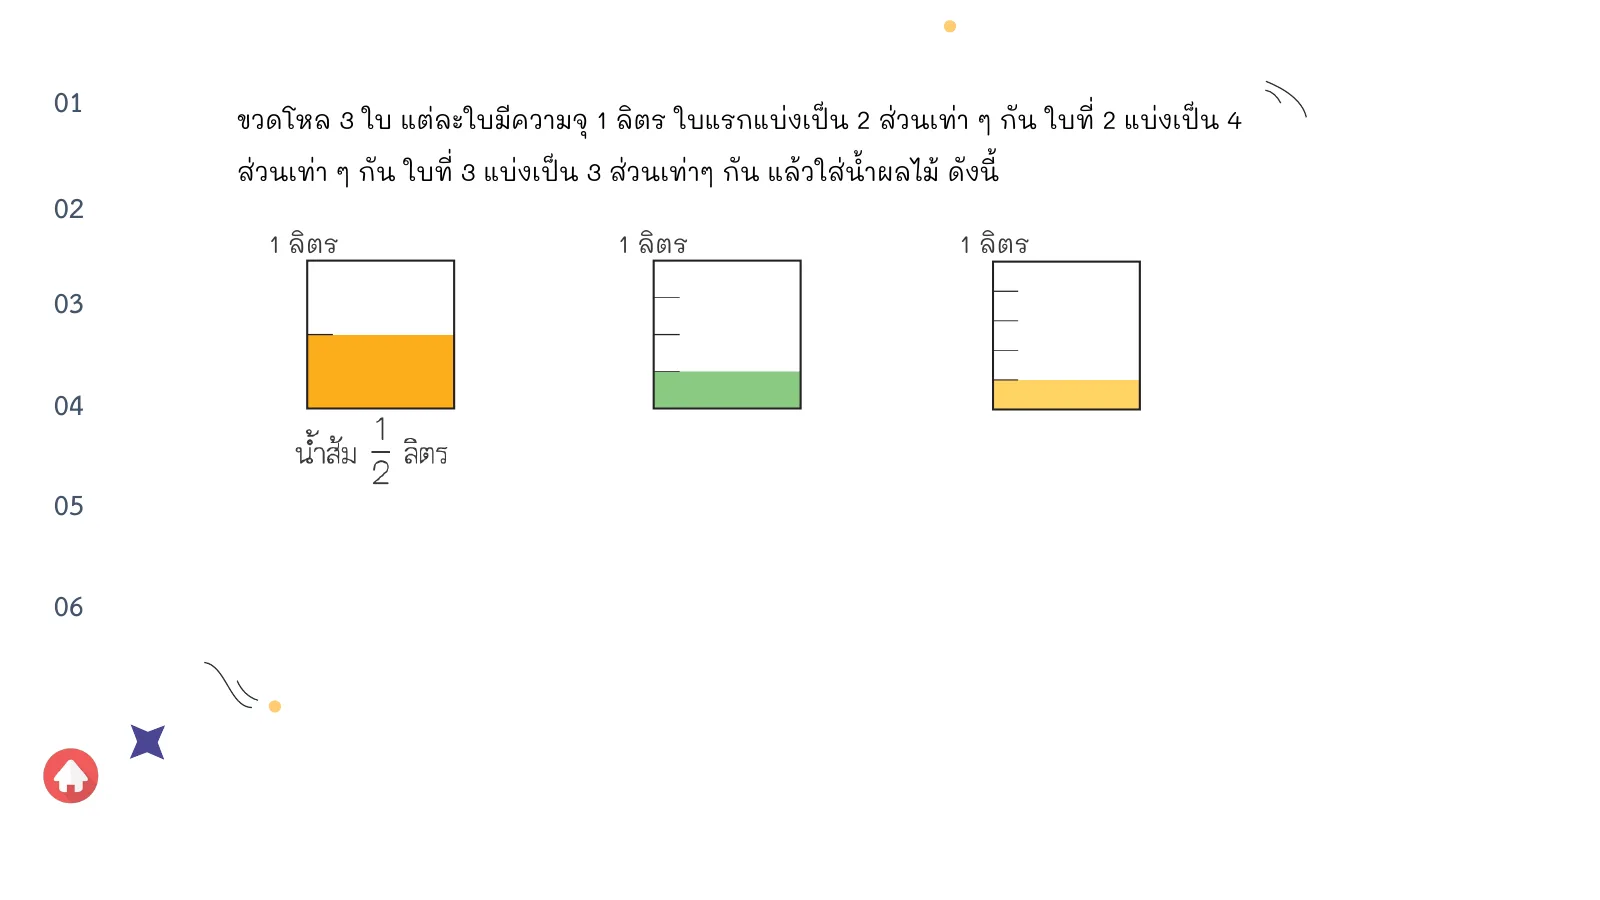 01
ขวดโหล 3 ใบ แต่ละใบมีความจุ 1 ลิตร ใบแรกแบ่งเป็น 2 ส่วนเท่า ๆ กัน ใบที่ 2 แบ่งเป็น 4
ส่วนเท่า ๆ กัน ใบที่ 3 แบ่งเป็น 3 ส่วนเท่าๆ กัน แล้วใส่น้ำผลไม้ ดังนี้
02
1 ลิตร 1 ลิตร 1 ลิตร
03
04
น้ำส้ม 1/2 ลิตร
05
06